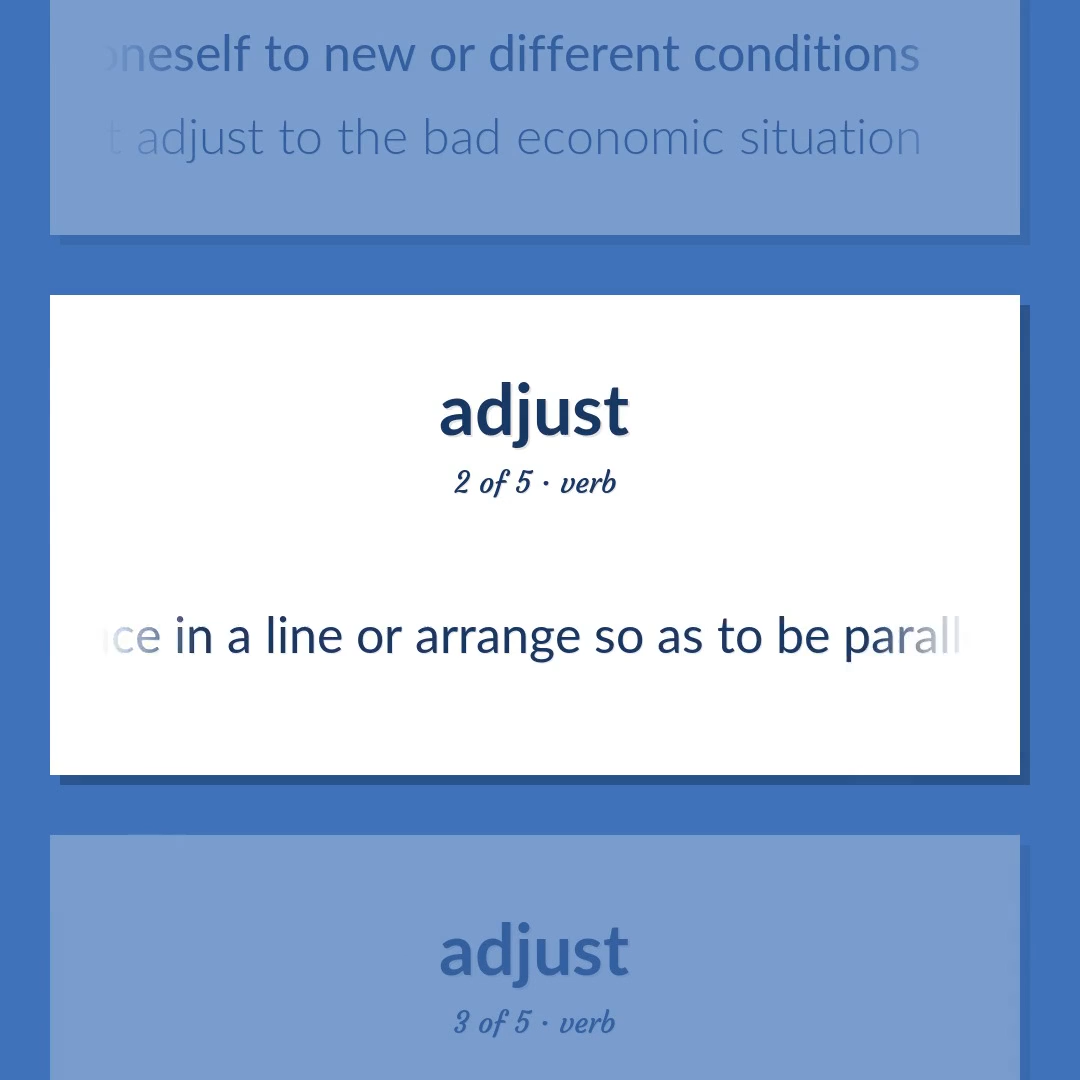 oneself to new or different conditions
adjust to the bad economic situation
adjust
2 of 5 · verb
in a line or arrange so as to be
adjust
3 of 5 · verb